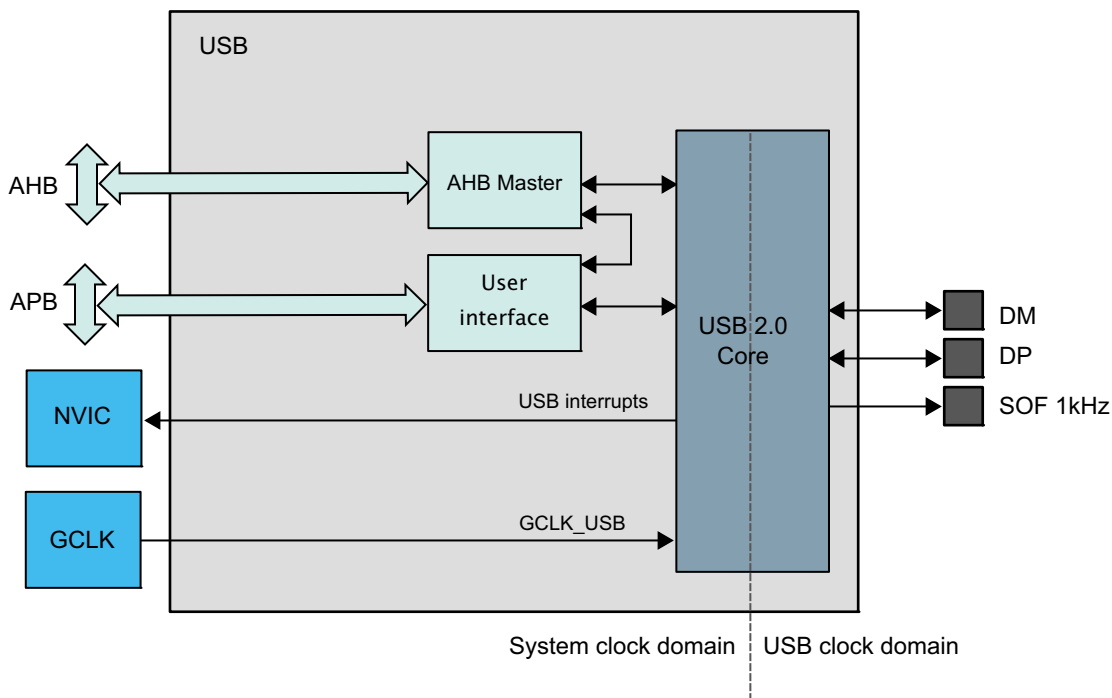 USB
AHB
AHB Master
APB
User
interface
USB 2.0
Core
DM
DP
SOF 1kHz
NVIC
USB interrupts
GCLK
GCLK_USB
System clock domain
USB clock domain